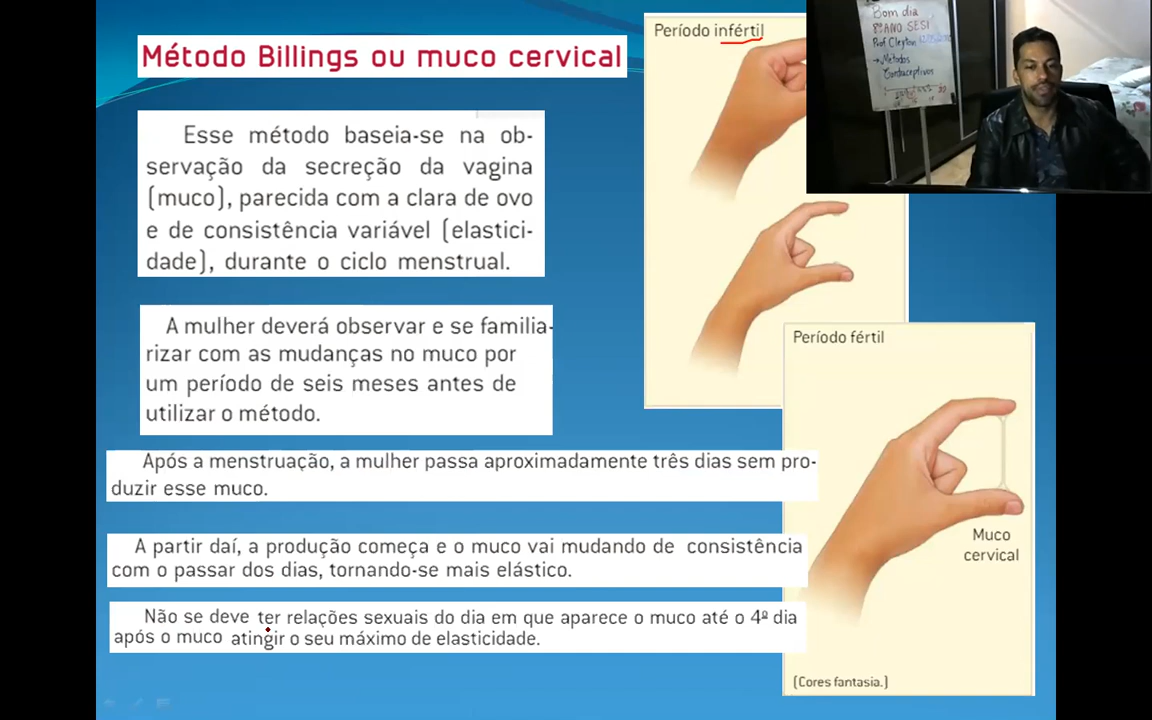 Método Billings ou muco cervical
Esse método baseia-se na ob-
servação da secreção da vagina
(muco), parecida com a clara de ovo
e de consistência variável (elastici-
dade), durante o ciclo menstrual.
A mulher deverá observar e se familia-
rizar com as mudanças no muco por
um período de seis meses antes de
utilizar o método.
Após a menstruação, a mulher passa aproximadamente três dias sem pro-
duzir esse muco.
A partir daí, a produção começa e o muco vai mudando de consistência
com o passar dos dias, tornando-se mais elástico.
Não se deve ter relações sexuais do dia em que aparece o muco até o 4º dia
após o muco atingir o seu máximo de elasticidade.
Período infértil
Período fértil
Muco
cervical
(Cores fantasia.)
Bom dia
8º ANO SESI
Prof Cleyton
→ Métodos
Contraceptivos